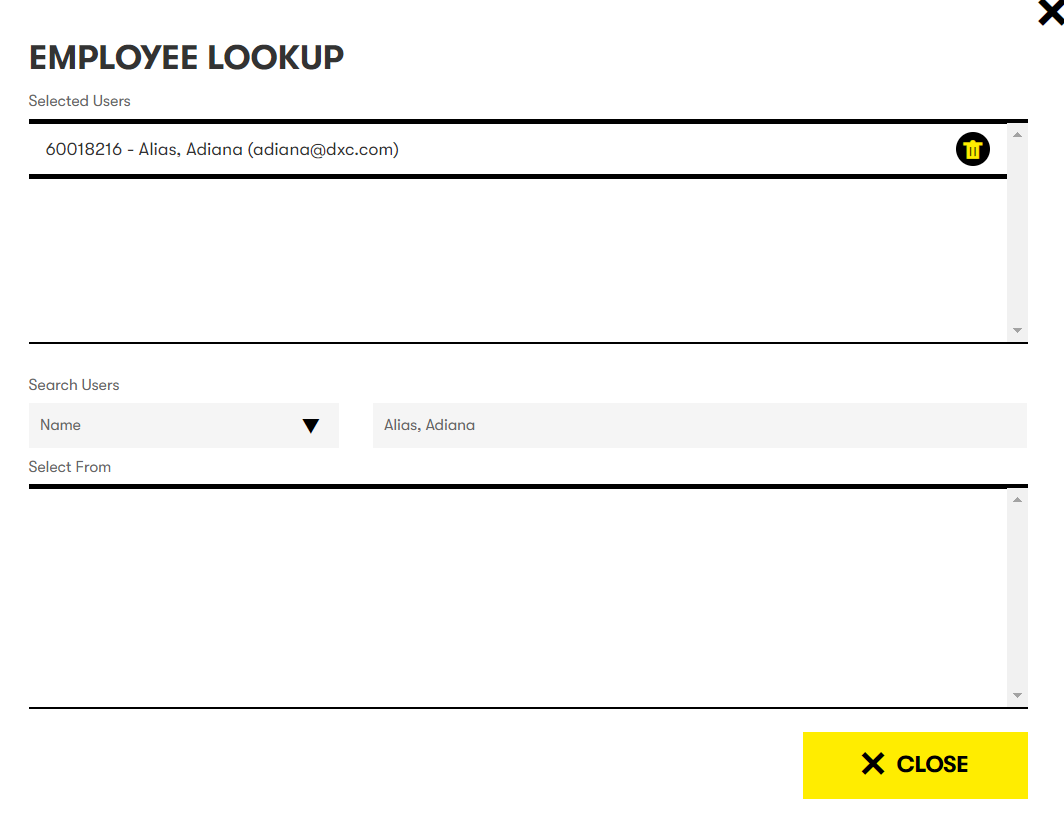 EMPLOYEE LOOKUP
Selected Users
60018216 - Alias, Adiana (adiana@dxc.com)
Search Users
Name
Alias, Adiana
Select From
CLOSE